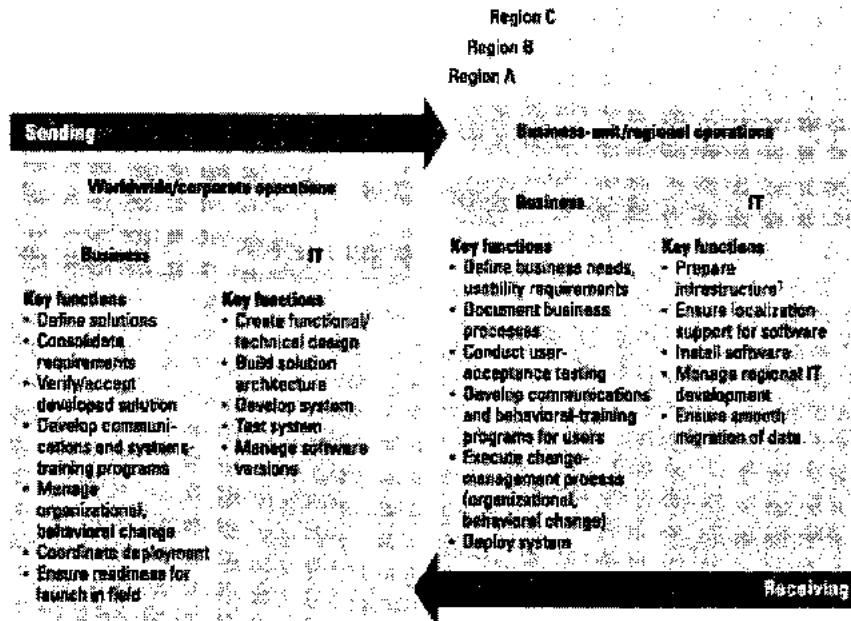 Region C
Region B
Region A
Sending
Business-unit/regional operations
Worldwide/corporate operations
Business
IT
Key functions
• Define solutions
• Consolidate
requirements
• Verify/accept
developed solution
• Develop communi-
cations and systems-
training programs
• Manage
organizational,
behavioral change
• Coordinate deployment
• Ensure readiness for
launch in field
Key functions
• Create functional/
technical design
• Build solution
architecture
• Develop system
• Test system
• Manage software
versions
Business
IT
Key functions
• Define business needs,
usability requirements
• Document business
processes
• Conduct user-
acceptance testing
• Develop communications
and behavioral-training
programs for users
• Execute change-
management process
(organizational,
behavioral change)
• Deploy system
Key functions
• Prepare
infrastructure¹
• Ensure localization
support for software
• Install software
• Manage regional IT
development
• Ensure smooth
migration of data
Receiving